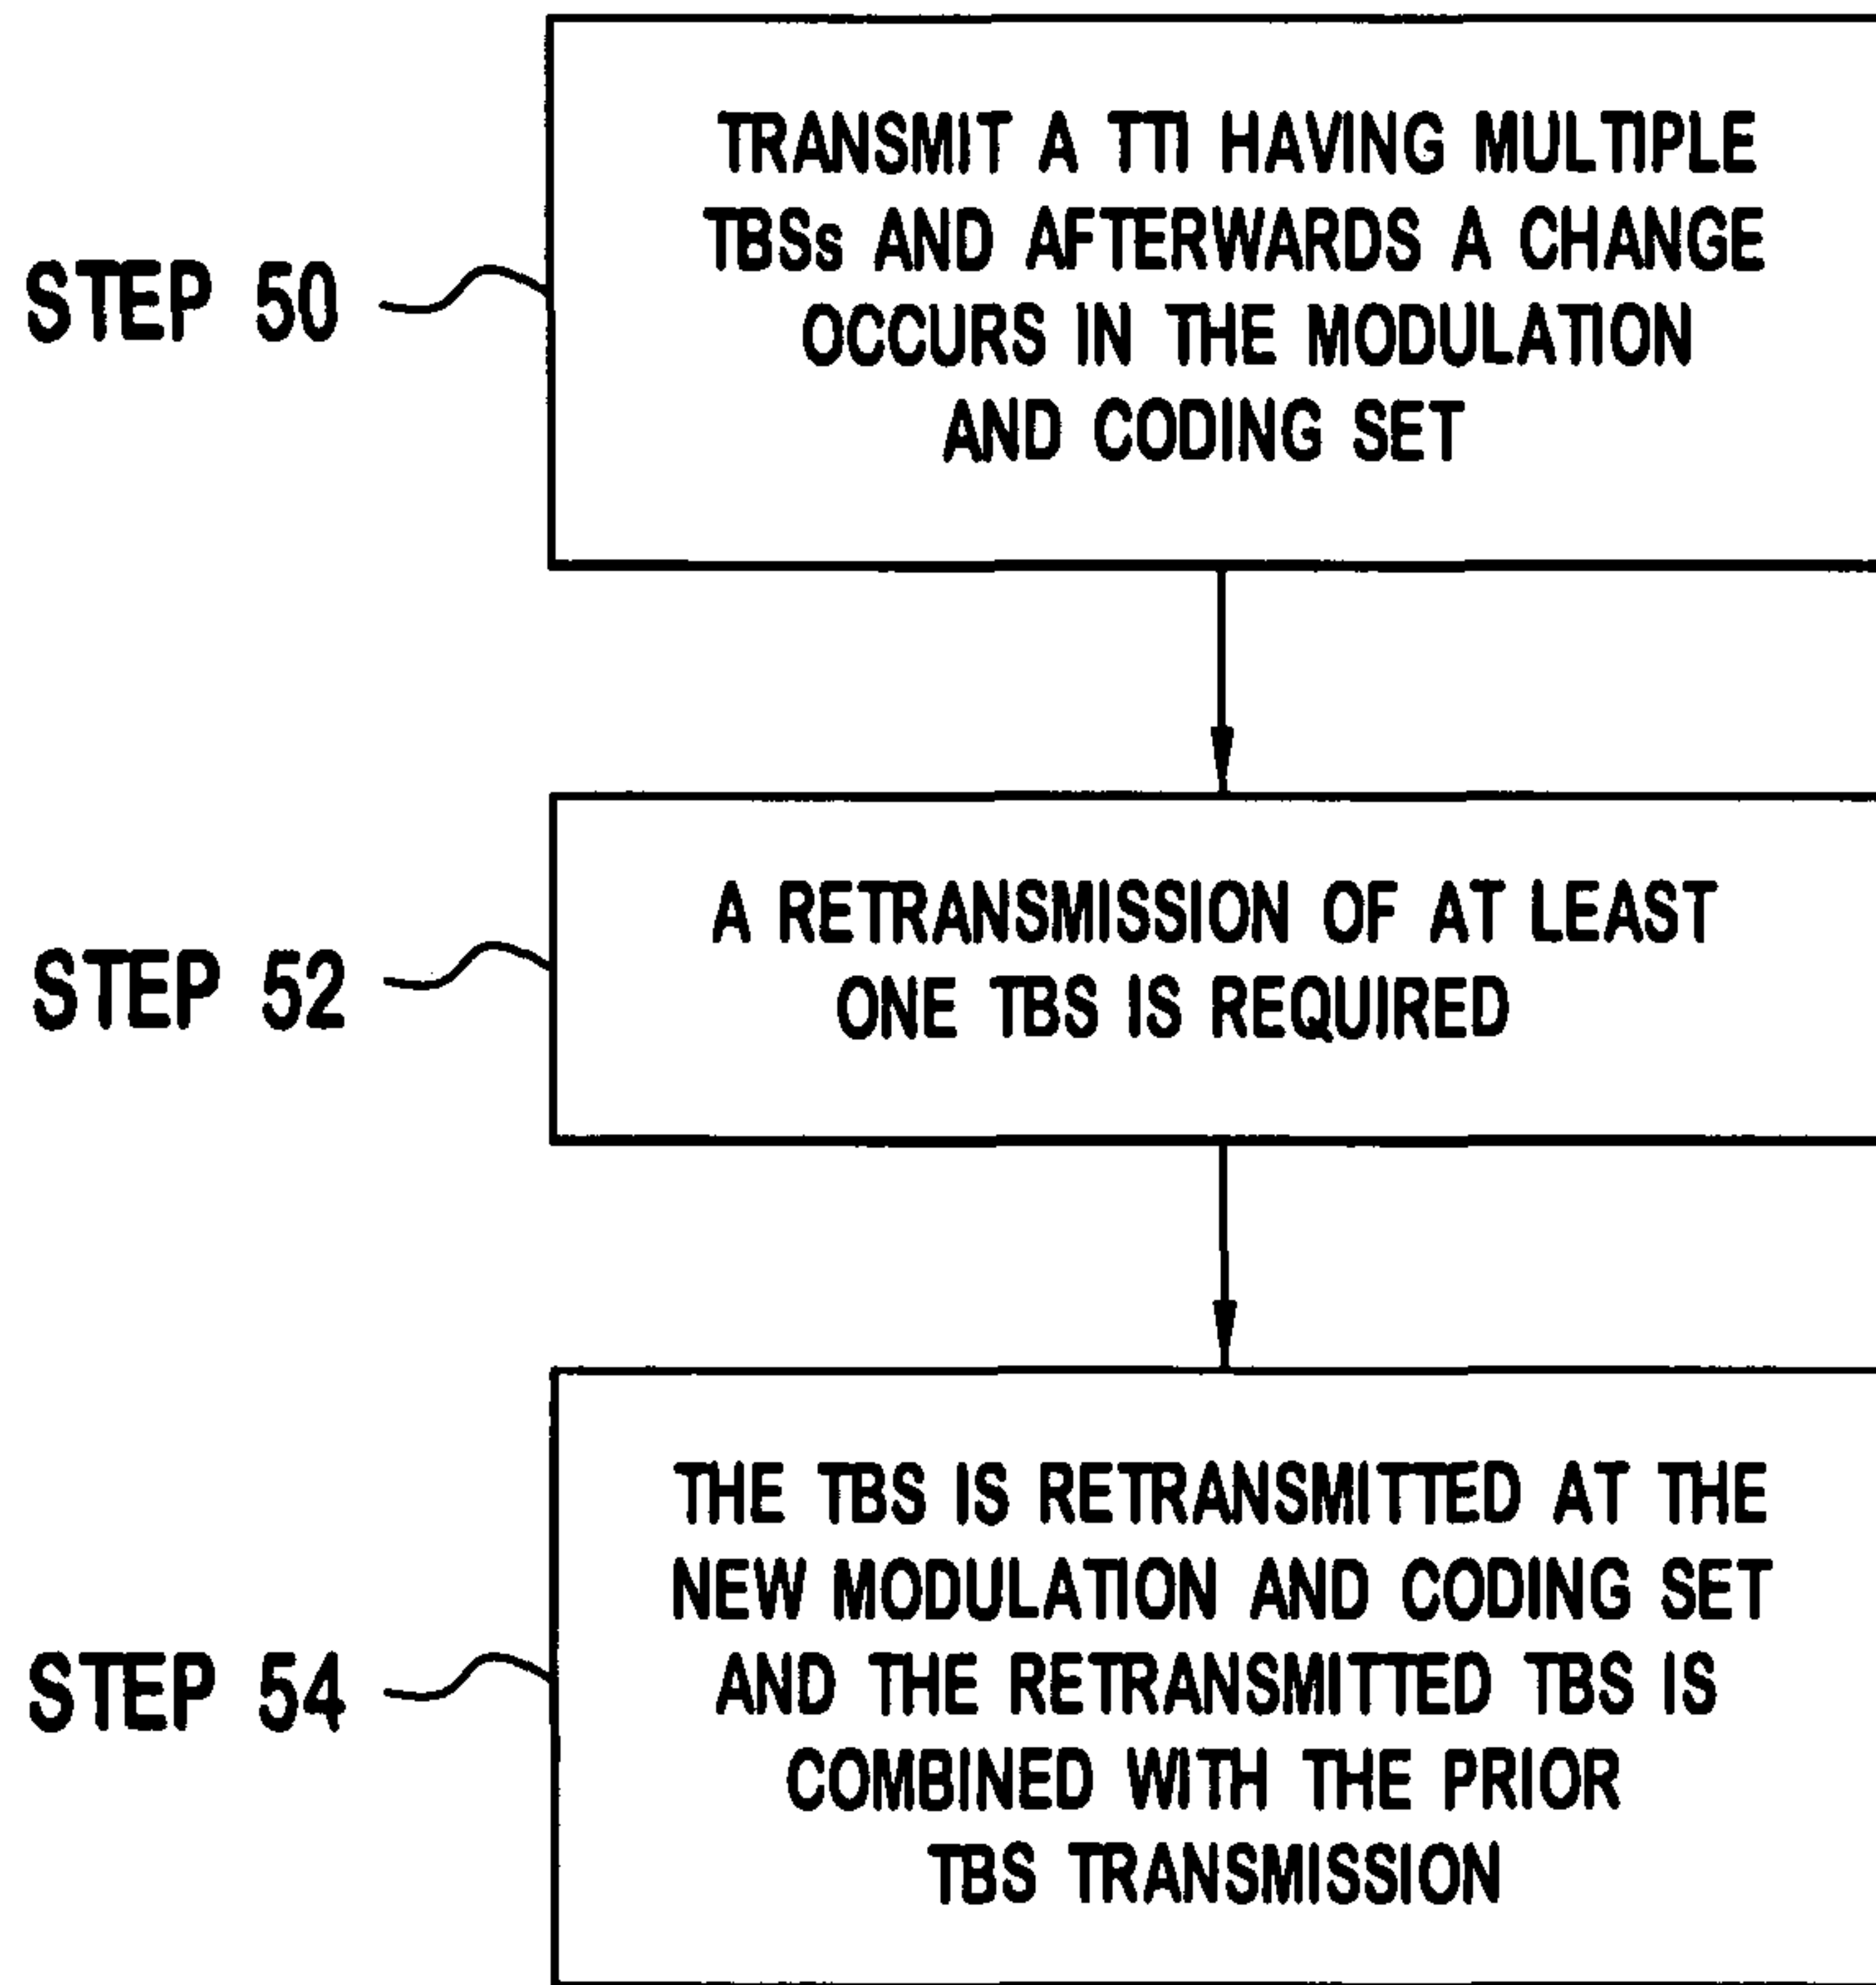 STEP 50
TRANSMIT A TTI HAVING MULTIPLE
TBSs AND AFTERWARDS A CHANGE
OCCURS IN THE MODULATION
AND CODING SET
STEP 52
A RETRANSMISSION OF AT LEAST
ONE TBS IS REQUIRED
STEP 54
THE TBS IS RETRANSMITTED AT THE
NEW MODULATION AND CODING SET
AND THE RETRANSMITTED TBS IS
COMBINED WITH THE PRIOR
TBS TRANSMISSION